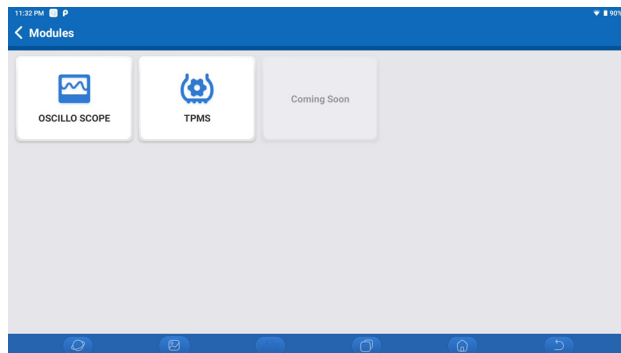 11:32 PM P 90%
Modules
OSCILLO SCOPE
TPMS
Coming Soon